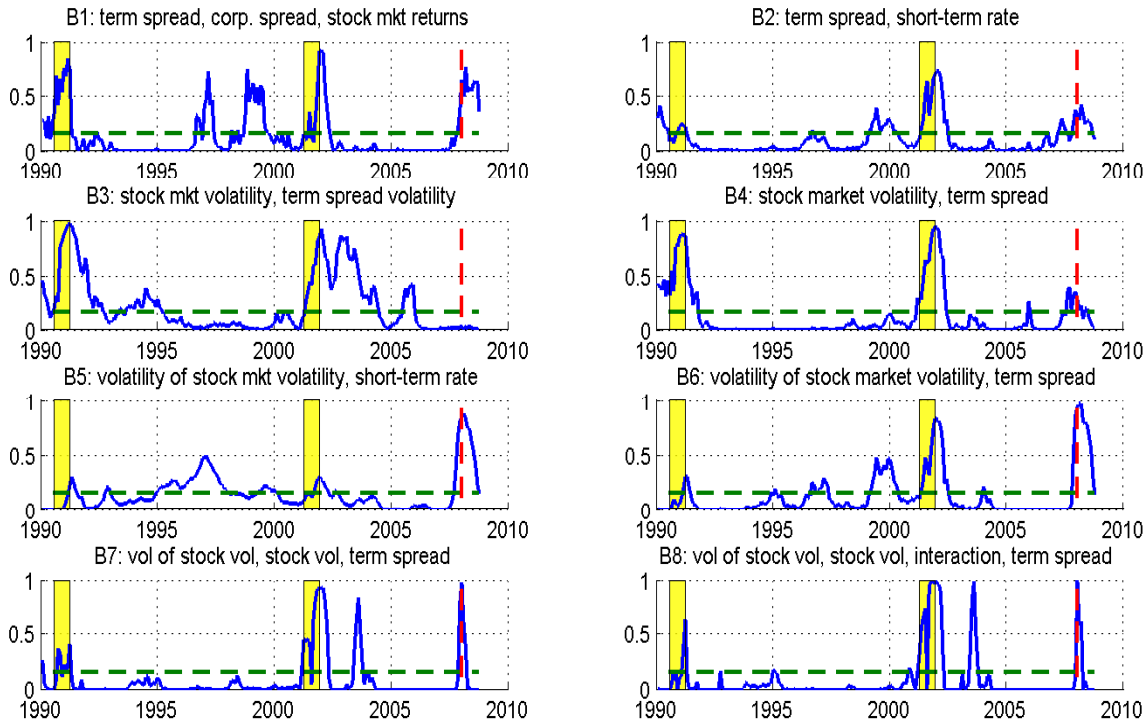 B1: term spread, corp. spread, stock mkt returns
1
0.5
0
1990 1995 2000 2005 2010
B2: term spread, short-term rate
1
0.5
0
1990 1995 2000 2005 2010
B3: stock mkt volatility, term spread volatility
1
0.5
0
1990 1995 2000 2005 2010
B4: stock market volatility, term spread
1
0.5
0
1990 1995 2000 2005 2010
B5: volatility of stock mkt volatility, short-term rate
1
0.5
0
1990 1995 2000 2005 2010
B6: volatility of stock market volatility, term spread
1
0.5
0
1990 1995 2000 2005 2010
B7: vol of stock vol, stock vol, term spread
1
0.5
0
1990 1995 2000 2005 2010
B8: vol of stock vol, stock vol, interaction, term spread
1
0.5
0
1990 1995 2000 2005 2010